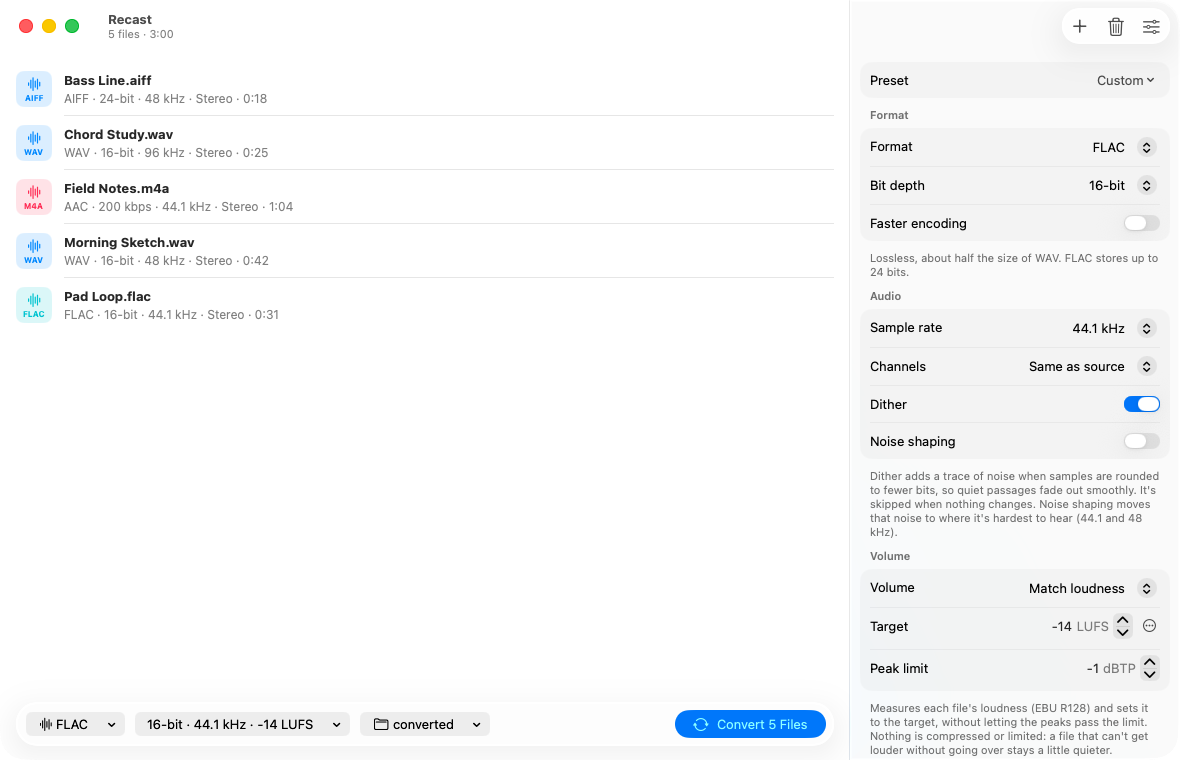 Recast
5 files · 3:00
AIFF
Bass Line.aiff
AIFF · 24-bit · 48 kHz · Stereo · 0:18
WAV
Chord Study.wav
WAV · 16-bit · 96 kHz · Stereo · 0:25
M4A
Field Notes.m4a
AAC · 200 kbps · 44.1 kHz · Stereo · 1:04
WAV
Morning Sketch.wav
WAV · 16-bit · 48 kHz · Stereo · 0:42
FLAC
Pad Loop.flac
FLAC · 16-bit · 44.1 kHz · Stereo · 0:31
FLAC
16-bit · 44.1 kHz · -14 LUFS
converted
Convert 5 Files
Preset Custom
Format
Format FLAC
Bit depth 16-bit
Faster encoding
Lossless, about half the size of WAV. FLAC stores up to
24 bits.
Audio
Sample rate 44.1 kHz
Channels Same as source
Dither
Noise shaping
Dither adds a trace of noise when samples are rounded
to fewer bits, so quiet passages fade out smoothly. It's
skipped when nothing changes. Noise shaping moves
that noise to where it's hardest to hear (44.1 and 48
kHz).
Volume
Volume Match loudness
Target -14 LUFS
Peak limit -1 dBTP
Measures each file's loudness (EBU R128) and sets it
to the target, without letting the peaks pass the limit.
Nothing is compressed or limited: a file that can't get
louder without going over stays a little quieter.